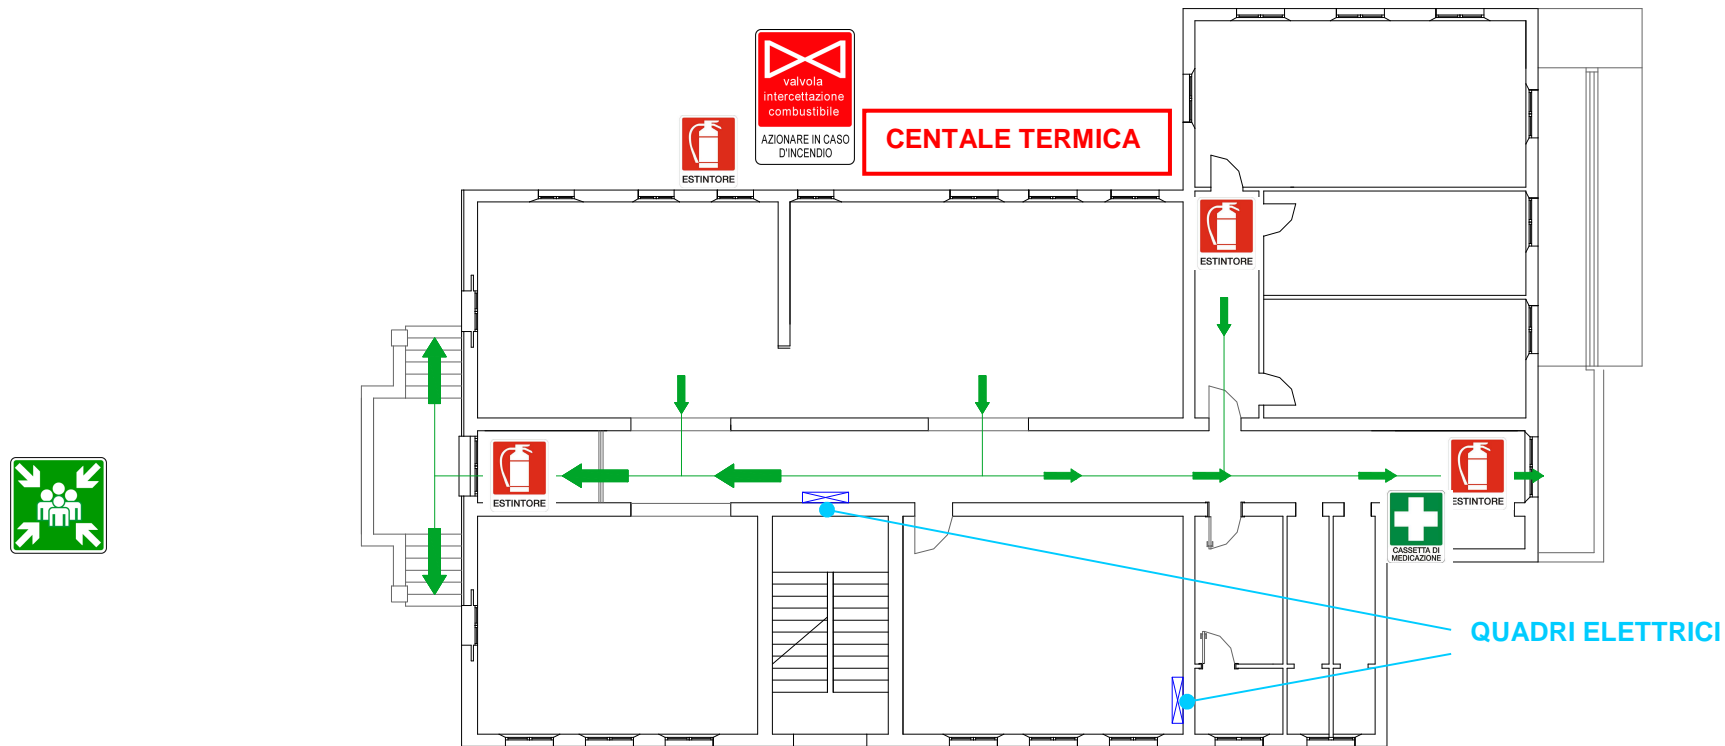 valvola
intercettazione
combustibile
AZIONARE IN CASO
D'INCENDIO
CENTALE TERMICA
ESTINTORE
ESTINTORE
ESTINTORE
ESTINTORE
CASSETTA DI
MEDICAZIONE
QUADRI ELETTRICI